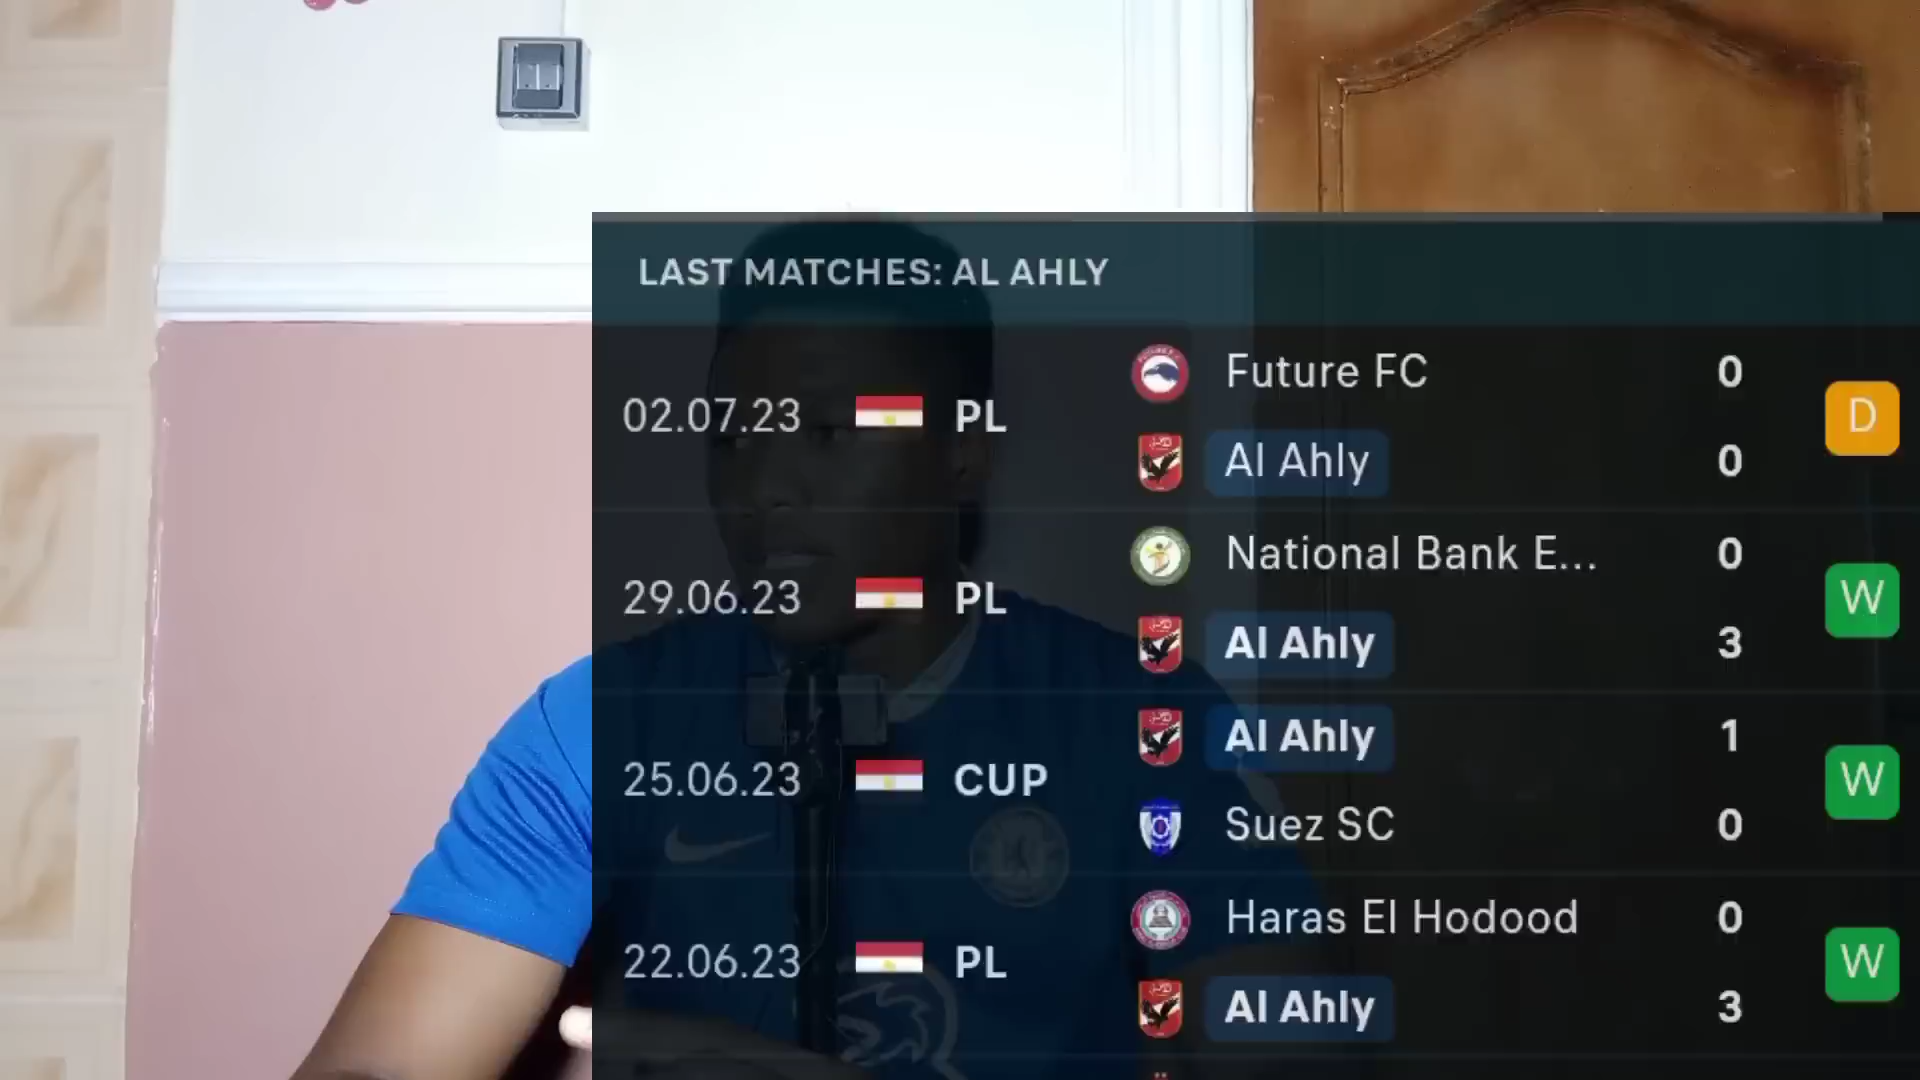 LAST MATCHES: AL AHLY
02.07.23 PL Future FC 0 D
Al Ahly 0
29.06.23 PL National Bank E... 0 W
Al Ahly 3
25.06.23 CUP Al Ahly 1 W
Suez SC 0
22.06.23 PL Haras El Hodood 0 W
Al Ahly 3